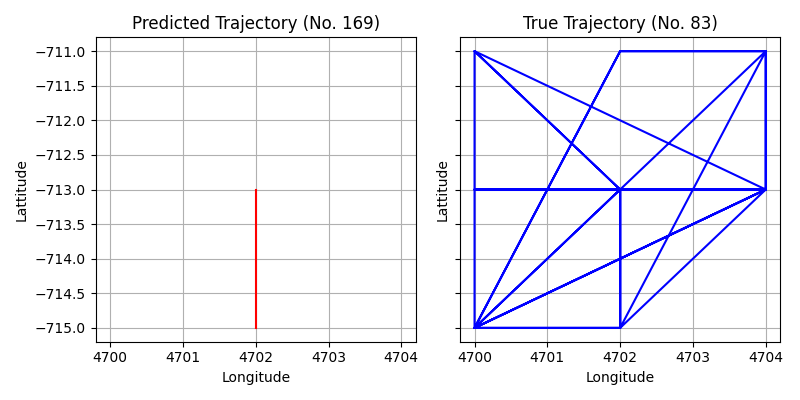 Predicted Trajectory (No. 169)
True Trajectory (No. 83)
Lattitude
−711.0
−711.5
−712.0
−712.5
−713.0
−713.5
−714.0
−714.5
−715.0
4700 4701 4702 4703 4704
Longitude
Lattitude
4700 4701 4702 4703 4704
Longitude